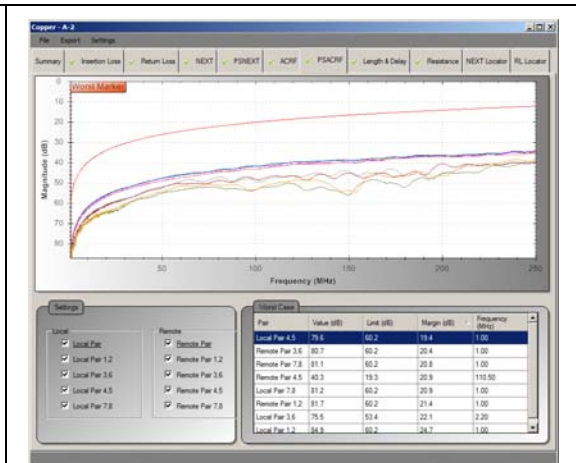 Copper - A-2
File Export Settings
Summary Insertion Loss Return Loss NEXT PSNEXT ACRF PSACRF Length & Delay Resistance NEXT Locator RL Locator
Worst Marker
0
10
20
30
40
50
60
70
80
Magnitude (dB)
50 100 150 200 250
Frequency (MHz)
Settings
Local Remote
Local Pair Remote Pair
Local Pair 1,2 Remote Pair 1,2
Local Pair 3,6 Remote Pair 3,6
Local Pair 4,5 Remote Pair 4,5
Local Pair 7,8 Remote Pair 7,8
Worst Case
Pair Value (dB) Limit (dB) Margin (dB) Frequency (MHz)
Local Pair 4,5 79.6 60.2 19.4 1.00
Remote Pair 3,6 80.7 60.2 20.4 1.00
Remote Pair 7,8 81.1 60.2 20.8 1.00
Remote Pair 4,5 40.3 19.3 20.9 110.50
Local Pair 7,8 81.2 60.2 20.9 1.00
Remote Pair 1,2 81.7 60.2 21.4 1.00
Local Pair 3,6 75.5 53.4 22.1 2.20
Local Pair 1,2 84.9 60.2 24.7 1.00